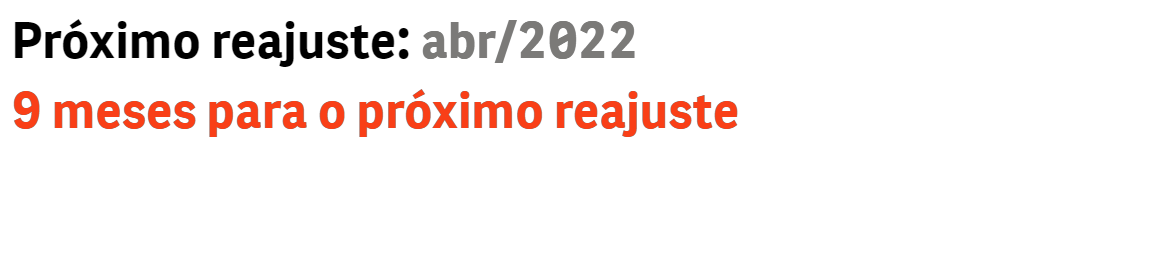 Próximo reajuste: abr/2022
9 meses para o próximo reajuste